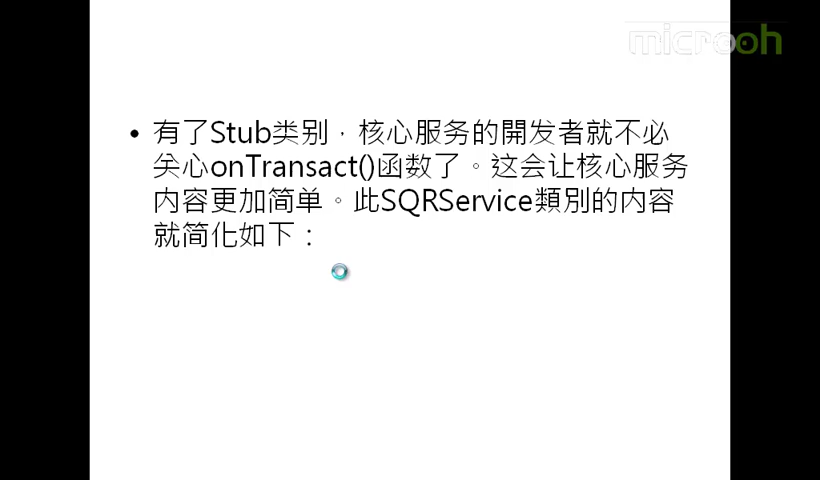 microoh
• 有了Stub类别，核心服务的開发者就不必
关心onTransact()函数了。这会让核心服务
内容更加简单。此SQRService類別的内容
就简化如下：